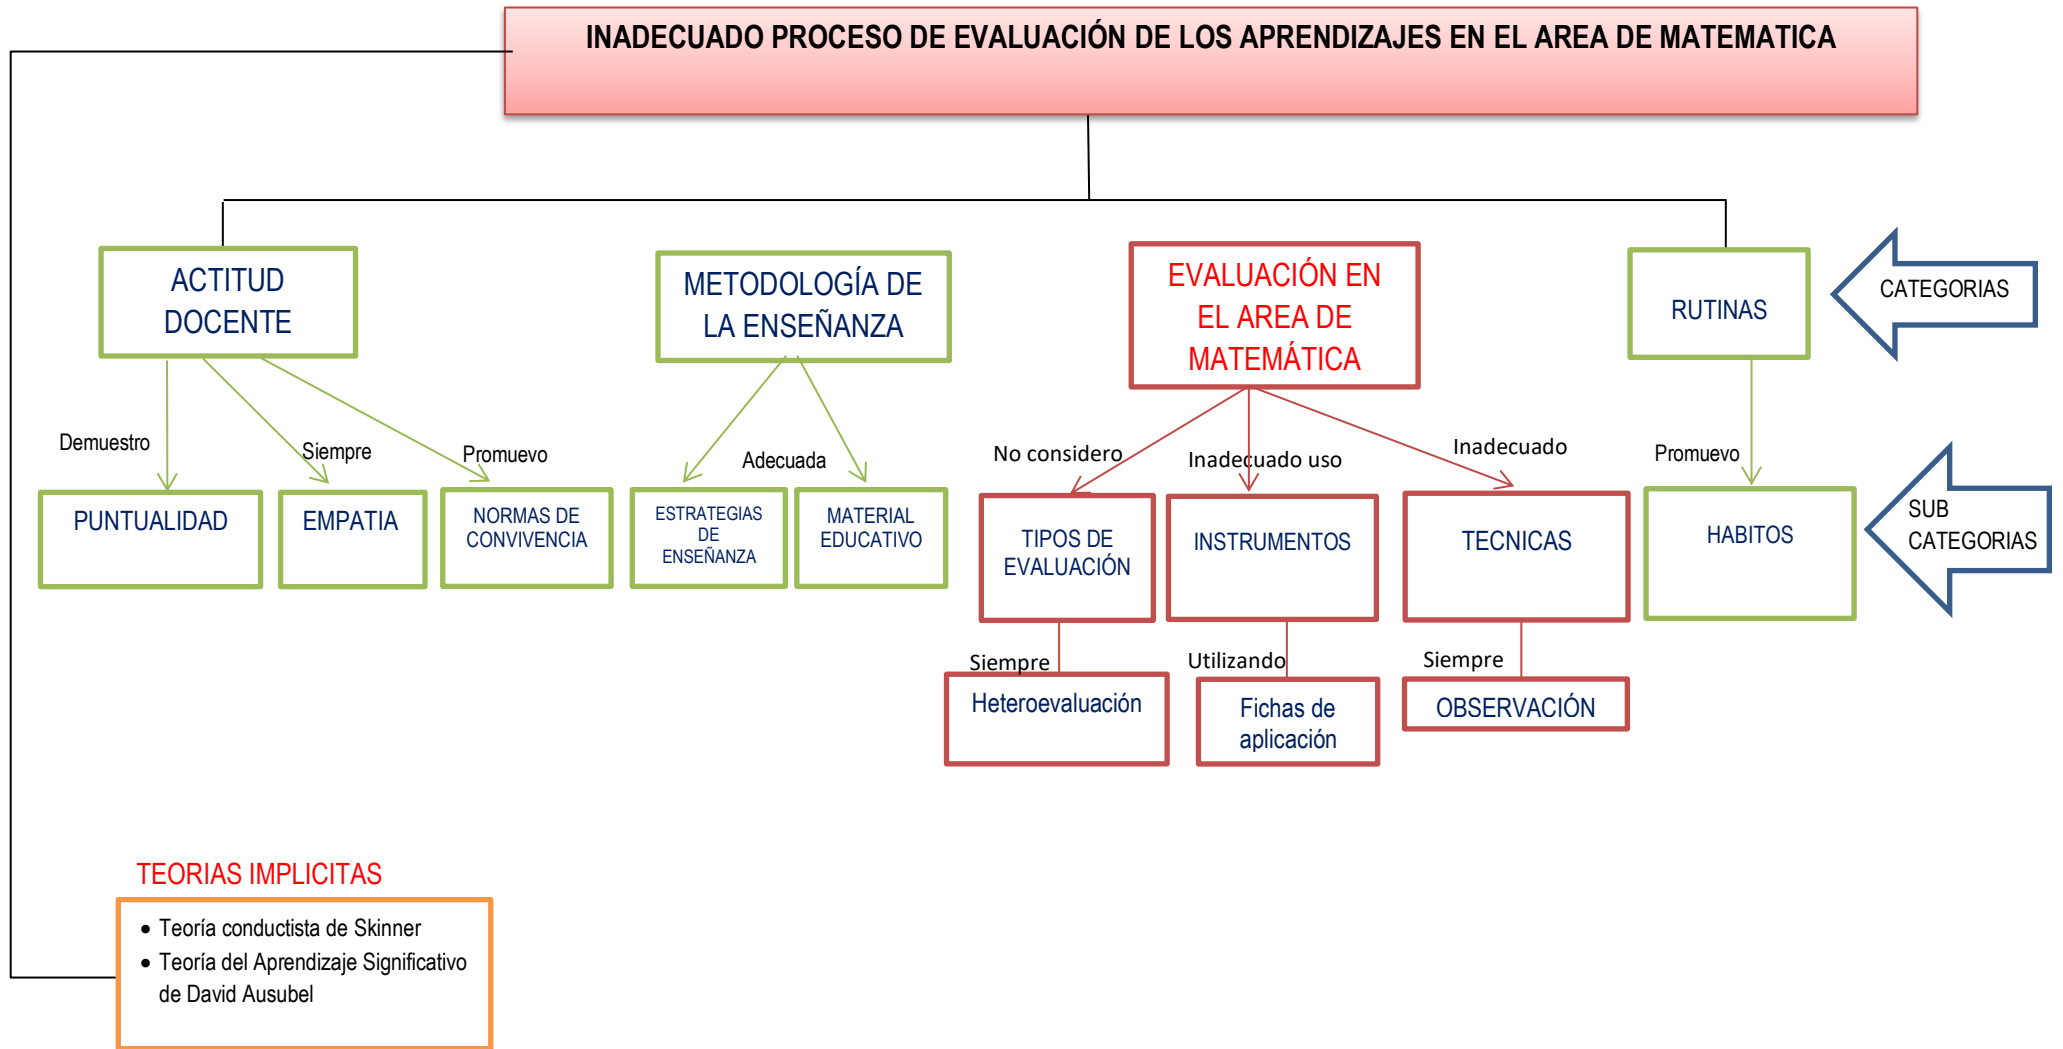 INADECUADO PROCESO DE EVALUACIÓN DE LOS APRENDIZAJES EN EL AREA DE MATEMATICA
ACTITUD
DOCENTE
METODOLOGÍA DE
LA ENSEÑANZA
EVALUACIÓN EN
EL AREA DE
MATEMÁTICA
RUTINAS
CATEGORIAS
Demuestro
Siempre
Promuevo
Adecuada
No considero
Inadecuado uso
Inadecuado
Promuevo
PUNTUALIDAD
EMPATIA
NORMAS DE
CONVIVENCIA
ESTRATEGIAS
DE
ENSEÑANZA
MATERIAL
EDUCATIVO
TIPOS DE
EVALUACIÓN
INSTRUMENTOS
TECNICAS
HABITOS
SUB
CATEGORIAS
Siempre
Utilizando
Siempre
Heteroevaluación
Fichas de
aplicación
OBSERVACIÓN
TEORIAS IMPLICITAS
• Teoría conductista de Skinner
• Teoría del Aprendizaje Significativo
de David Ausubel